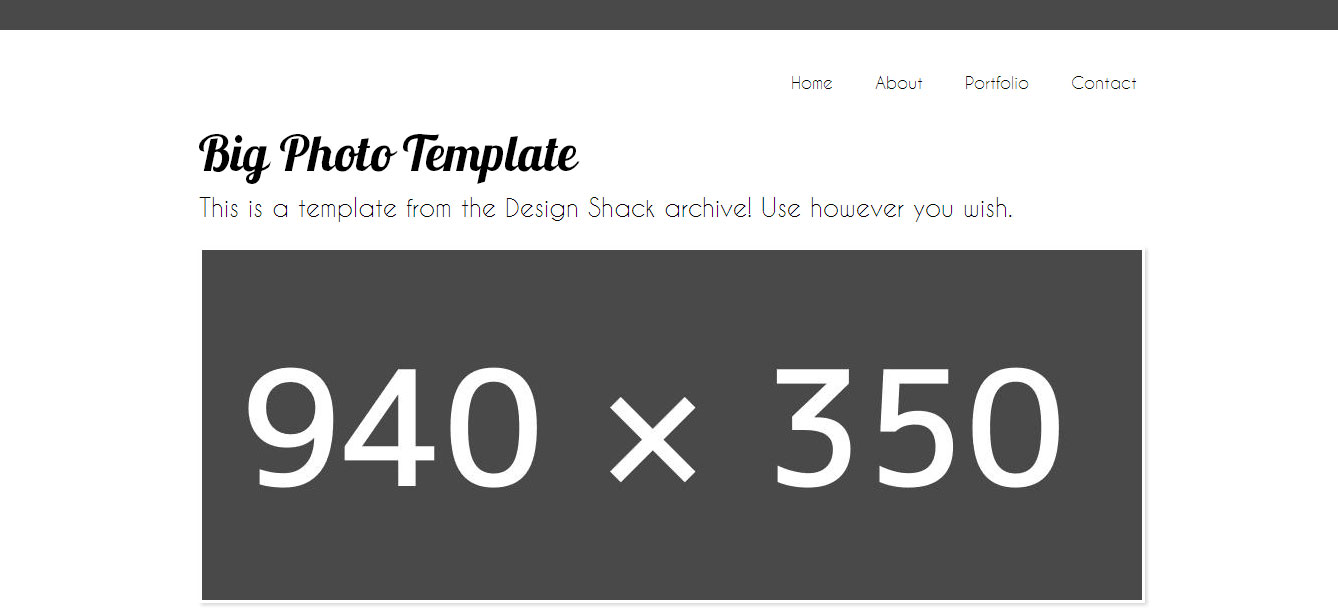 Home About Portfolio Contact
Big Photo Template
This is a template from the Design Shack archive! Use however you wish.
940 × 350